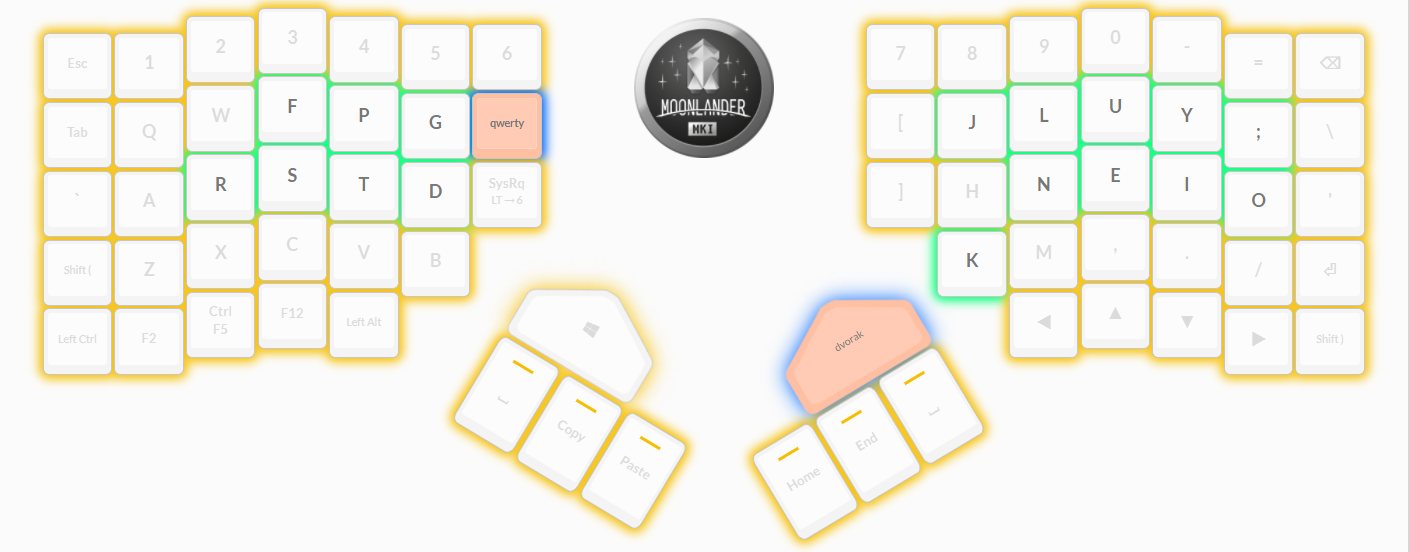 Esc 1 2 3 4 5 6
7 8 9 0 - = ⌫
Tab Q W F P G qwerty
[ J L U Y ; \
` A R S T D SysRq
LT → 6
] H N E I O '
Shift ( Z X C V B
K M , . / ⏎
Left Ctrl F2 Ctrl
F5 F12 Left Alt
◀ ▲ ▼ ▶ Shift )
MOONLANDER
MKI
dvorak
Copy
Paste
Home
End